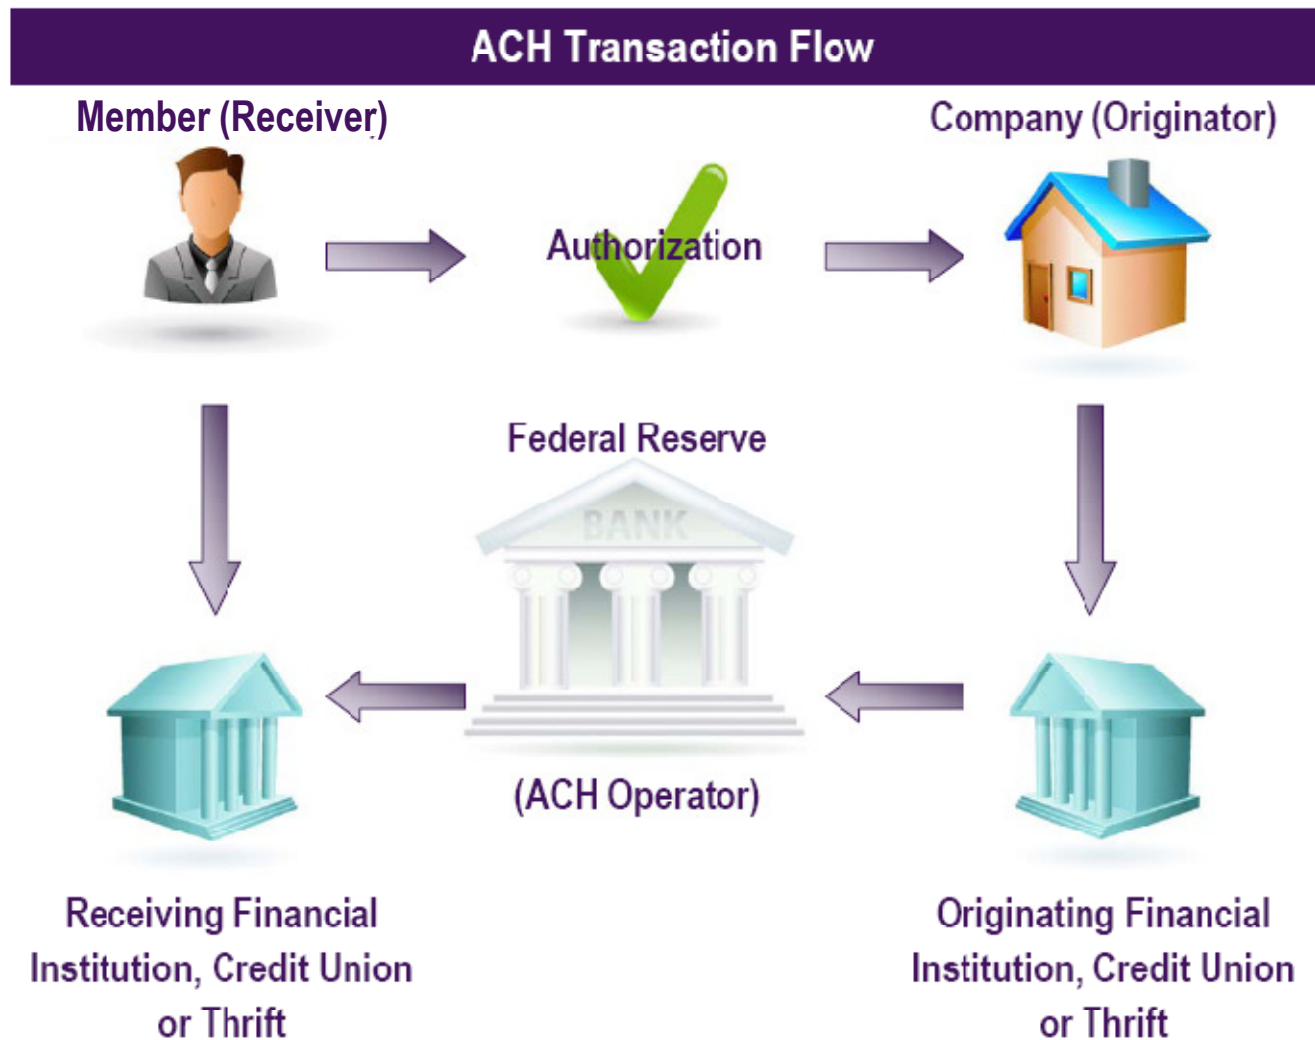 ACH Transaction Flow
Member (Receiver)
Company (Originator)
Authorization
Federal Reserve
BANK
(ACH Operator)
Receiving Financial
Institution, Credit Union
or Thrift
Originating Financial
Institution, Credit Union
or Thrift